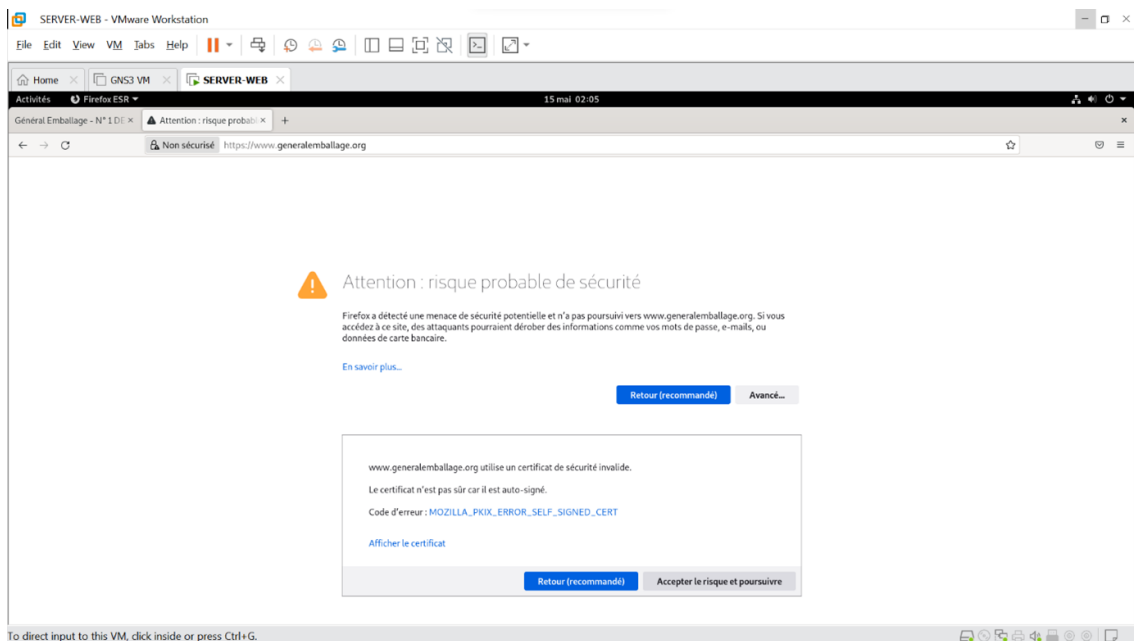 SERVER-WEB - VMware Workstation
File Edit View VM Tabs Help
Home GNS3 VM SERVER-WEB
Activités Firefox ESR 15 mai 02:05
Général Emballage - N° 1 DE Attention : risque probabl
Non sécurisé https://www.generalemballage.org
Attention : risque probable de sécurité
Firefox a détecté une menace de sécurité potentielle et n'a pas poursuivi vers www.generalemballage.org. Si vous
accédez à ce site, des attaquants pourraient dérober des informations comme vos mots de passe, e-mails, ou
données de carte bancaire.
En savoir plus…
Retour (recommandé) Avancé…
www.generalemballage.org utilise un certificat de sécurité invalide.
Le certificat n'est pas sûr car il est auto-signé.
Code d'erreur : MOZILLA_PKIX_ERROR_SELF_SIGNED_CERT
Afficher le certificat
Retour (recommandé) Accepter le risque et poursuivre
To direct input to this VM, click inside or press Ctrl+G.